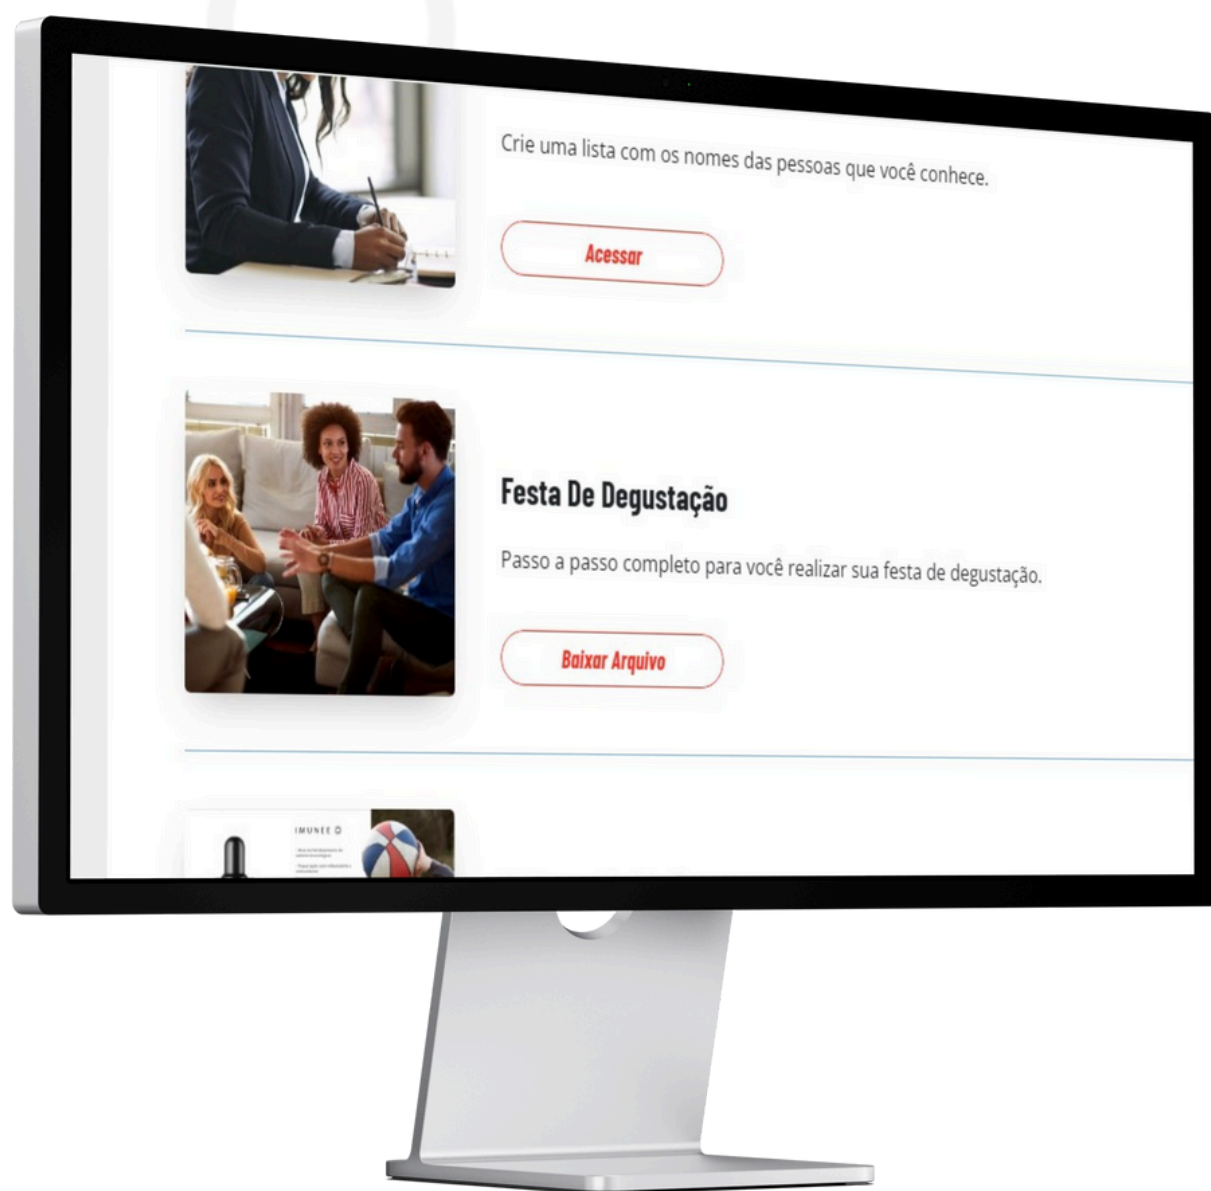 Crie uma lista com os nomes das pessoas que você conhece.
Acessar
Festa De Degustação
Passo a passo completo para você realizar sua festa de degustação.
Baixar Arquivo
IMUNEE